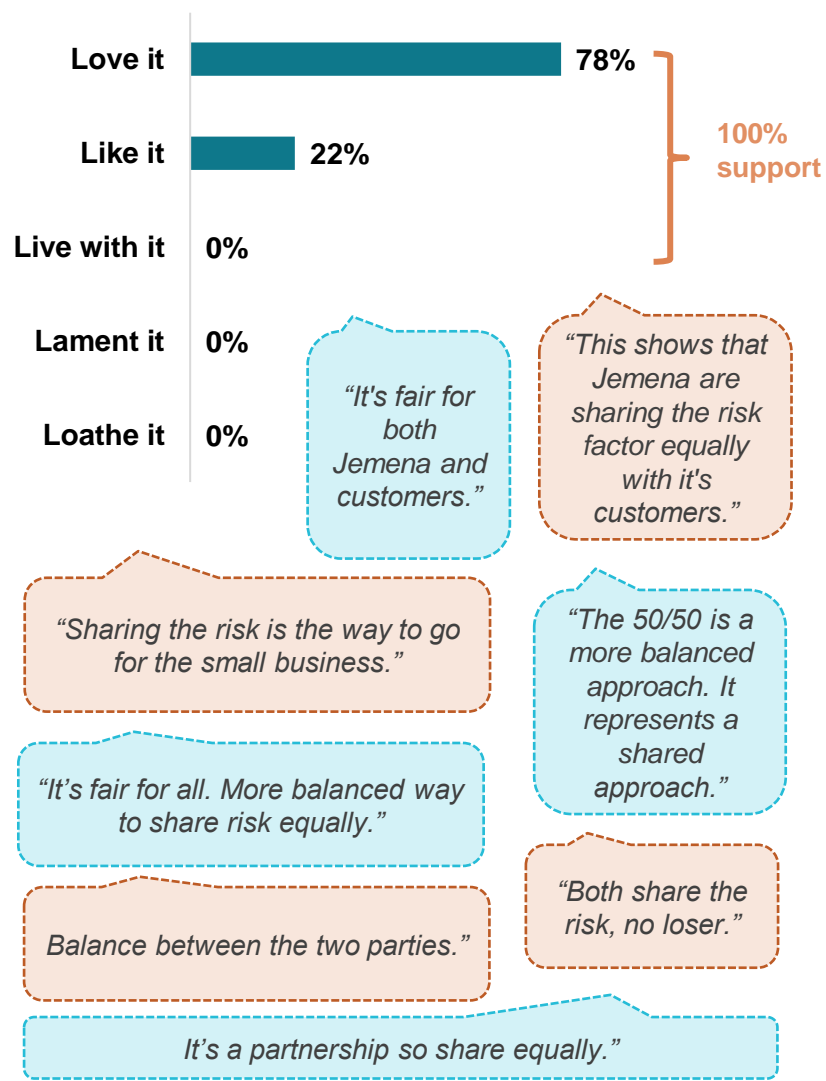 Love it
78%
Like it
22%
100%
support
Live with it
0%
Lament it
0%
Loathe it
0%
“It's fair for
both
Jemena and
customers.”
“This shows that
Jemena are
sharing the risk
factor equally
with it's
customers.”
“Sharing the risk is the way to go
for the small business.”
“The 50/50 is a
more balanced
approach. It
represents a
shared
approach.”
“It’s fair for all. More balanced way
to share risk equally.”
“Both share the
risk, no loser.”
Balance between the two parties.”
It’s a partnership so share equally.”